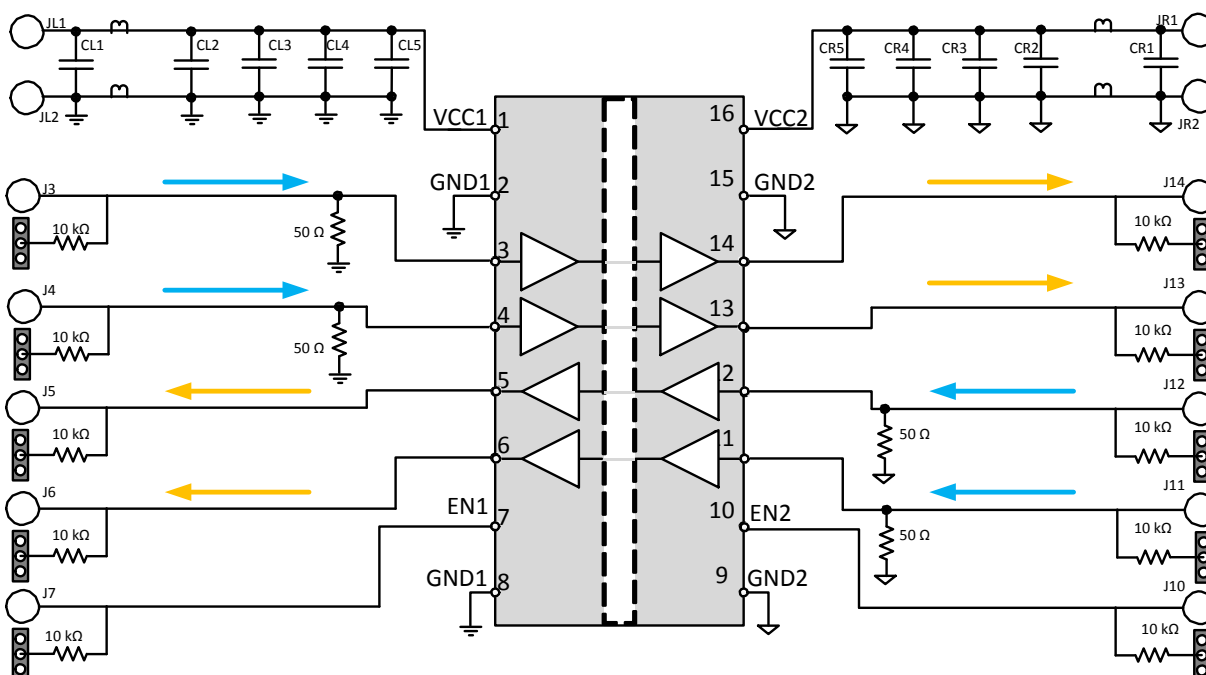 JL1
CL1
CL2
CL3
CL4
CL5
JL2
JR1
CR5
CR4
CR3
CR2
CR1
JR2
VCC1
1
16
VCC2
GND1
2
15
GND2
J3
10 kΩ
50 Ω
3
14
J14
10 kΩ
J4
10 kΩ
50 Ω
4
13
J13
10 kΩ
J5
10 kΩ
5
2
J12
50 Ω
10 kΩ
J6
10 kΩ
6
1
J11
50 Ω
10 kΩ
EN1
7
10
EN2
J7
10 kΩ
GND1
8
9
GND2
J10
10 kΩ